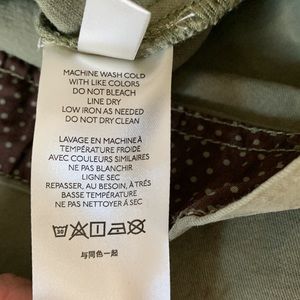 MACHINE WASH COLD
WITH LIKE COLORS
DO NOT BLEACH
LINE DRY
LOW IRON AS NEEDED
DO NOT DRY CLEAN
LAVAGE EN MACHINE À
TEMPÉRATURE FROIDE
AVEC COULEURS SIMILAIRES
NE PAS BLANCHIR
LIGNE SEC
REPASSER, AU BESOIN, À TRÉS
BASSE TEMPÉRATURE
NE PAS NETTOYER À SEC
30
与同色一起